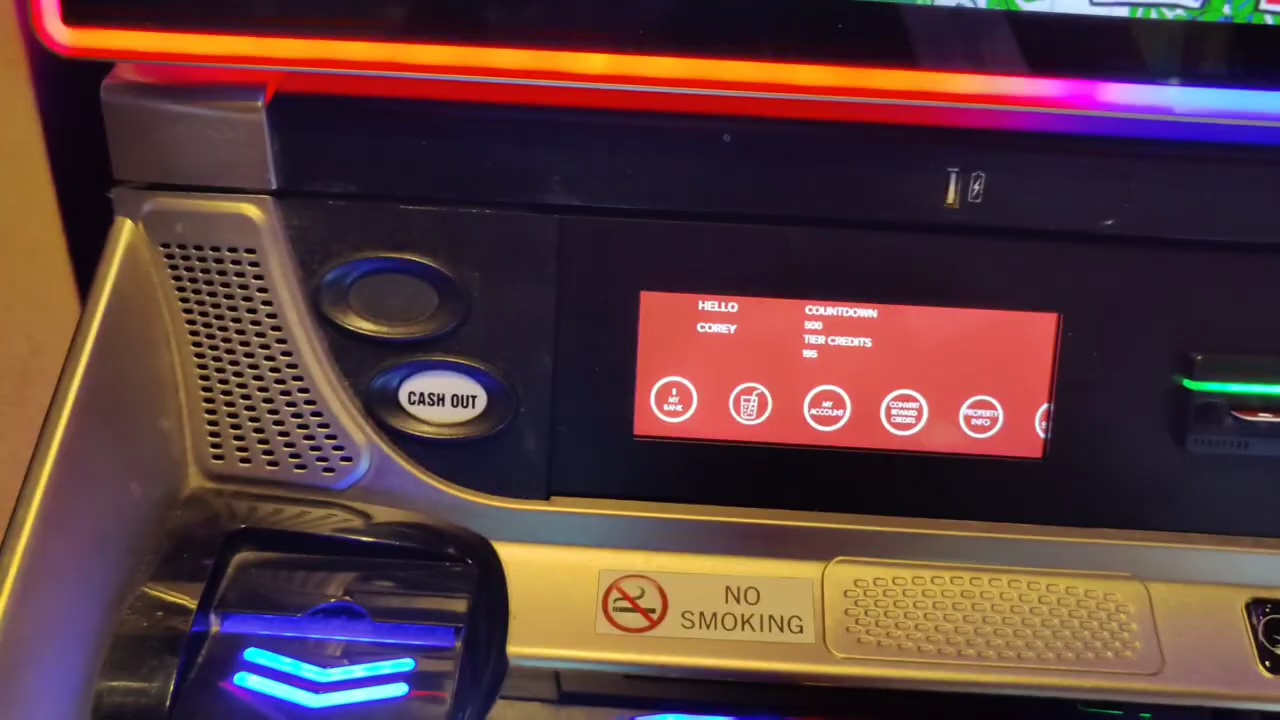 HELLO
COREY
COUNTDOWN
500
TIER CREDITS
195
CASH OUT
$
MY
BANK
MY
ACCOUNT
CONVERT
REWARD
CREDITS
PROPERTY
INFO
NO
SMOKING